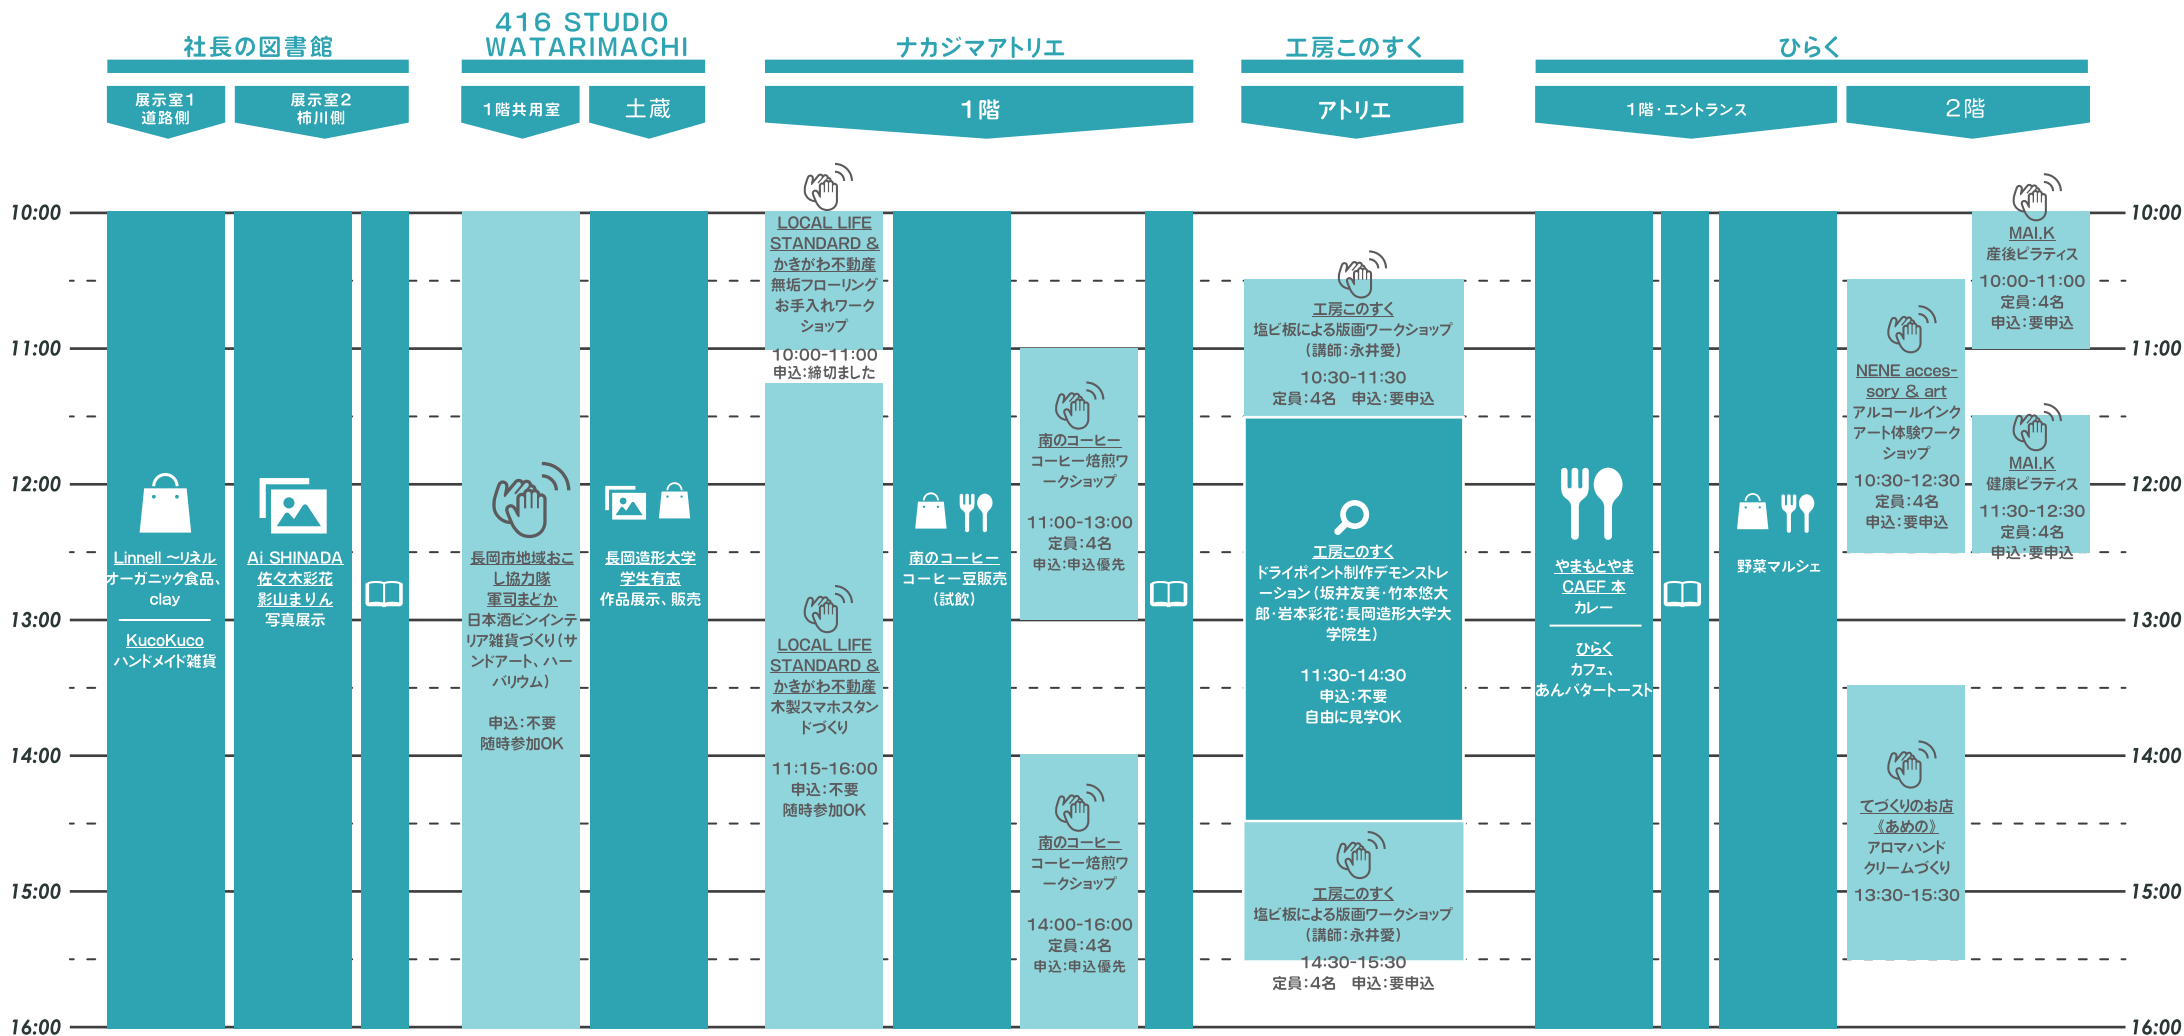 社長の図書館
展示室1
道路側
展示室2
柿川側
416 STUDIO
WATARIMACHI
1階共用室
土蔵
ナカジマアトリエ
1階
工房このすく
アトリエ
ひらく
1階・エントランス
2階
10:00
11:00
12:00
13:00
14:00
15:00
16:00
Linnell ～リネル
オーガニック食品、
clay
KucoKuco
ハンドメイド雑貨
Ai SHINADA
佐々木彩花
影山まりん
写真展示
長岡市地域おこ
し協力隊
軍司まどか
日本酒ビンインテ
リア雑貨づくり（サ
ンドアート、ハー
バリウム）
申込：不要
随時参加OK
長岡造形大学
学生有志
作品展示、販売
LOCAL LIFE
STANDARD &
かきがわ不動産
無垢フローリング
お手入れワーク
ショップ
10:00-11:00
申込：締切ました
LOCAL LIFE
STANDARD &
かきがわ不動産
木製スマホスタン
ドづくり
11:15-16:00
申込：不要
随時参加OK
南のコーヒー
コーヒー豆販売
（試飲）
南のコーヒー
コーヒー焙煎ワ
ークショップ
11:00-13:00
定員：4名
申込：申込優先
南のコーヒー
コーヒー焙煎ワ
ークショップ
14:00-16:00
定員：4名
申込：申込優先
工房このすく
塩ビ板による版画ワークショップ
（講師：永井愛）
10:30-11:30
定員：4名　申込：要申込
工房このすく
ドライポイント制作デモンストレ
ーション（坂井友美・竹本悠大
郎・岩本彩花：長岡造形大学大
学院生）
11:30-14:30
申込：不要
自由に見学OK
工房このすく
塩ビ板による版画ワークショップ
（講師：永井愛）
14:30-15:30
定員：4名　申込：要申込
やまもとやま
CAEF 本
カレー
ひらく
カフェ、
あんバタートースト
野菜マルシェ
NENE acces-
sory & art
アルコールインク
アート体験ワーク
ショップ
10:30-12:30
定員：4名
申込：要申込
てづくりのお店
《あめの》
アロマハンド
クリームづくり
13:30-15:30
MAI.K
産後ピラティス
10:00-11:00
定員：4名
申込：要申込
MAI.K
健康ピラティス
11:30-12:30
定員：4名
申込：要申込
10:00
11:00
12:00
13:00
14:00
15:00
16:00